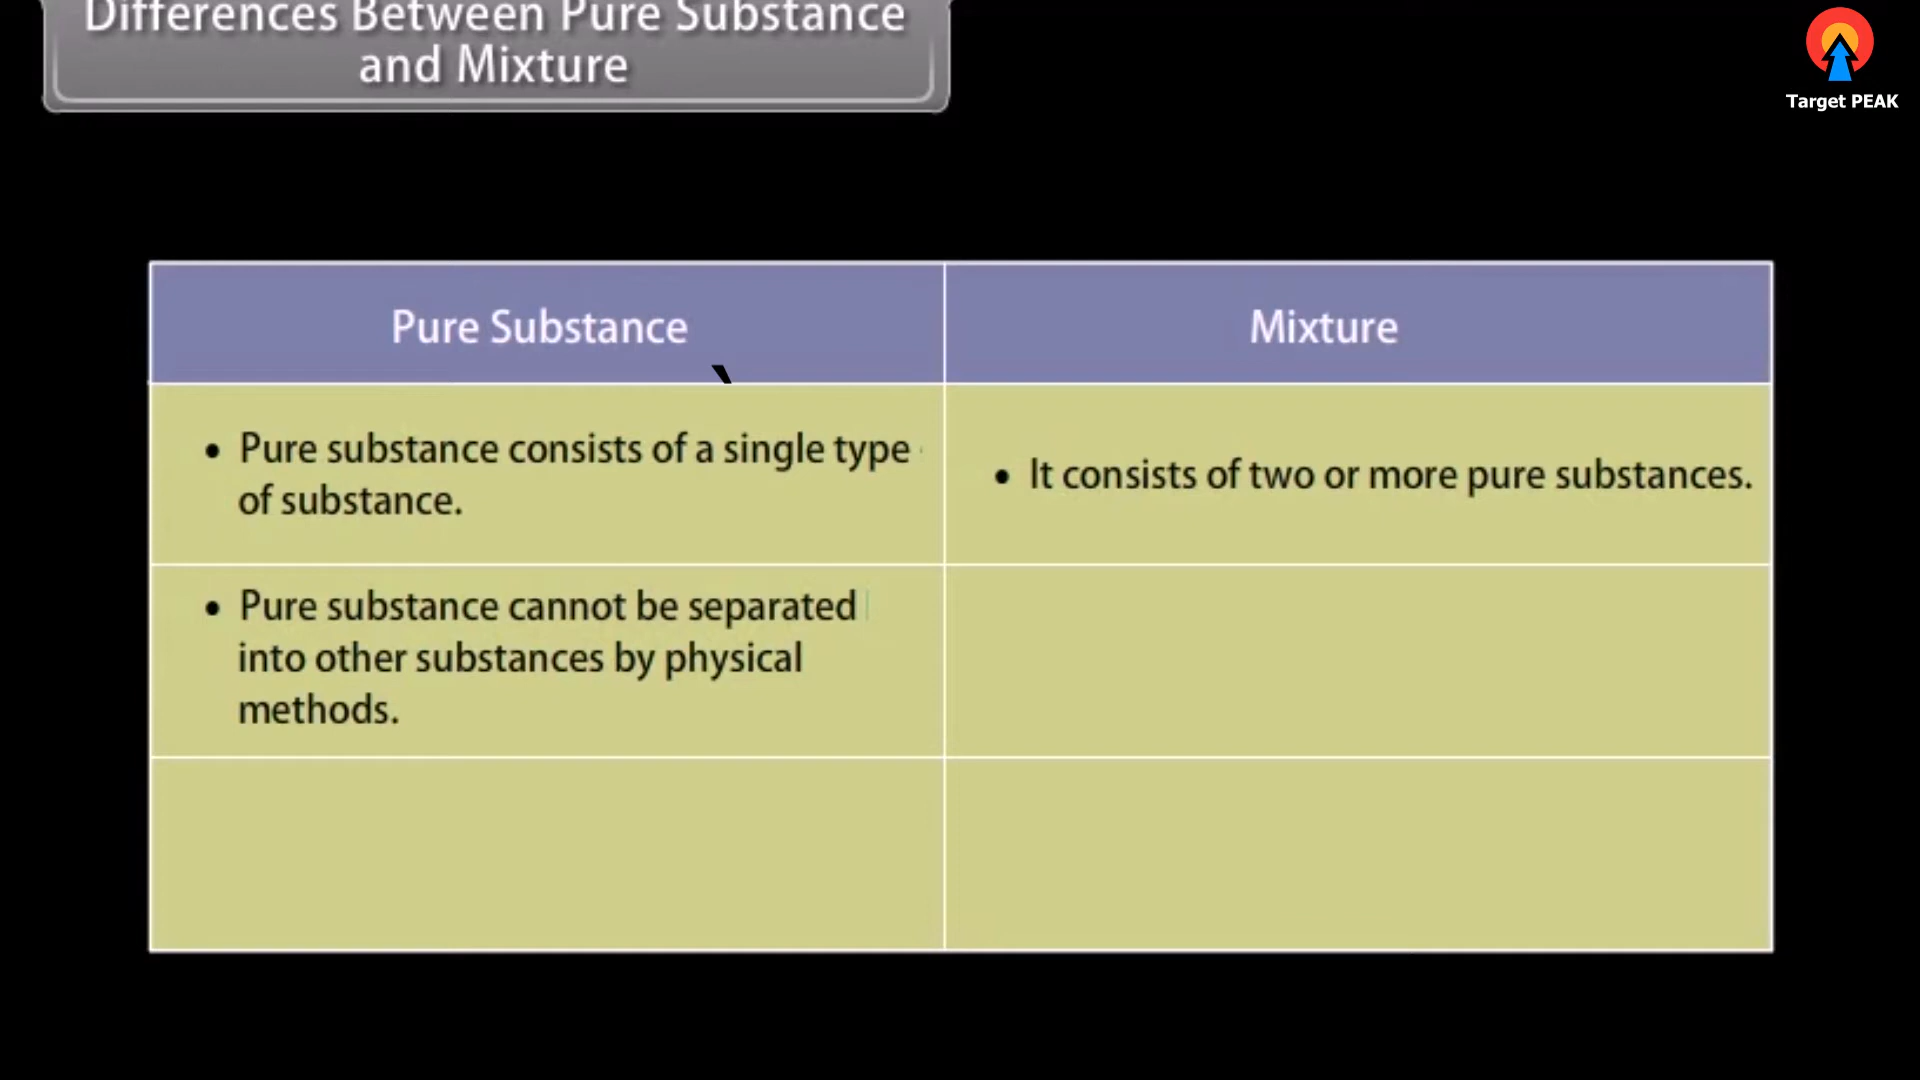 Differences Between Pure Substance
and Mixture
Target PEAK
Pure Substance
Mixture
• Pure substance consists of a single type
of substance.
• It consists of two or more pure substances.
• Pure substance cannot be separated
into other substances by physical
methods.